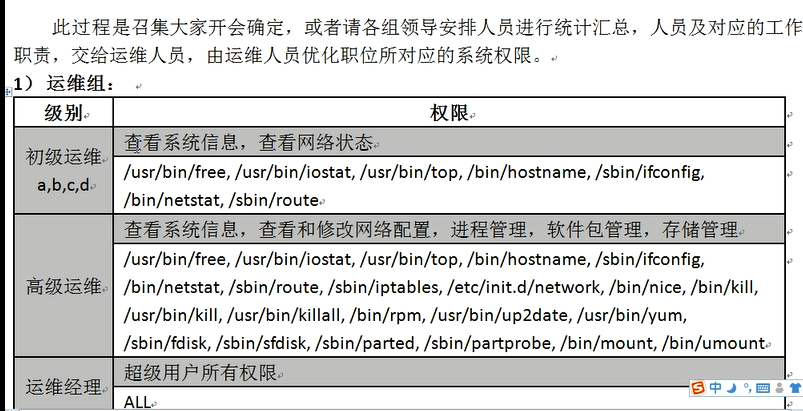 此过程是召集大家开会确定，或者请各组领导安排人员进行统计汇总，人员及对应的工作
职责，交给运维人员，由运维人员优化职位所对应的系统权限。
1） 运维组：
级别 权限
初级运维
a,b,c,d
查看系统信息，查看网络状态
/usr/bin/free, /usr/bin/iostat, /usr/bin/top, /bin/hostname, /sbin/ifconfig,
/bin/netstat, /sbin/route
高级运维
查看系统信息，查看和修改网络配置，进程管理，软件包管理，存储管理
/usr/bin/free, /usr/bin/iostat, /usr/bin/top, /bin/hostname, /sbin/ifconfig,
/bin/netstat, /sbin/route, /sbin/iptables, /etc/init.d/network, /bin/nice, /bin/kill,
/usr/bin/kill, /usr/bin/killall, /bin/rpm, /usr/bin/up2date, /usr/bin/yum,
/sbin/fdisk, /sbin/sfdisk, /sbin/parted, /sbin/partprobe, /bin/mount, /bin/umount
运维经理
超级用户所有权限
ALL
S中